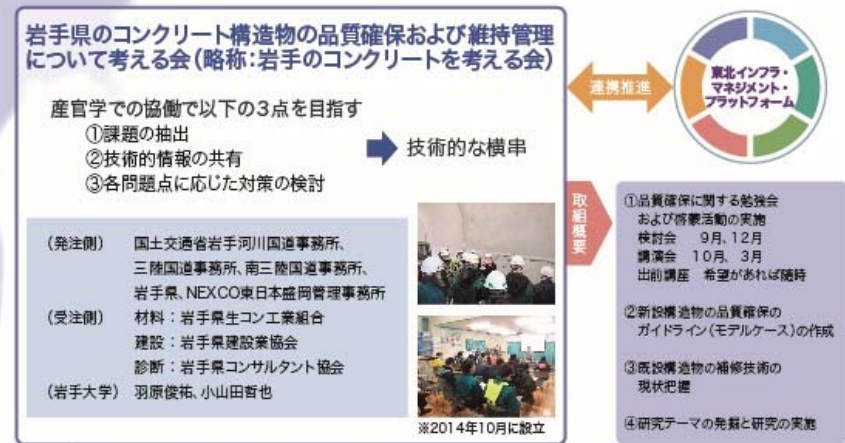 岩手県のコンクリート構造物の品質確保および維持管理
について考える会(略称:岩手のコンクリートを考える会)
産官学での協働で以下の3点を目指す
①課題の抽出
②技術的情報の共有
③各問題点に応じた対策の検討
技術的な横串
(発注側) 国土交通省岩手河川国道事務所、
三陸国道事務所、南三陸国道事務所、
岩手県、NEXCO東日本盛岡管理事務所
(受注側) 材料:岩手県生コン工業組合
建設:岩手県建設業協会
診断:岩手県コンサルタント協会
(岩手大学) 羽原俊祐、小山田哲也
※2014年10月に設立
連携推進
東北インフラ・
マネジメント・
プラットフォーム
取組概要
①品質確保に関する勉強会
および啓蒙活動の実施
検討会 9月、12月
講演会 10月、3月
出前講座 希望があれば随時
②新設構造物の品質確保の
ガイドライン(モデルケース)の作成
③既設構造物の補修技術の
現状把握
④研究テーマの発掘と研究の実施